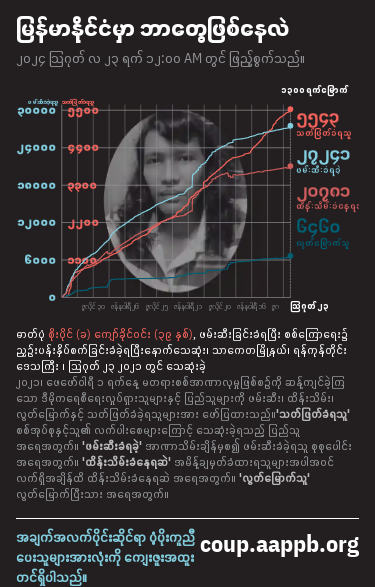 မြန်မာနိုင်ငံမှာ ဘာတွေဖြစ်နေလဲ
၂၀၂၄ ဩဂုတ် လ ၂၃ ရက် ၁၂:၀၀ AM တွင် ဖြည့်စွက်သည်။
၁၃၀၀ ရက်မြောက်
ဖမ်းဆီးခံရသူ သတ်ဖြတ်ခံရသူ
၃၀၀၀၀ ၅၅၀၀
၂၄၀၀၀ ၄၄၀၀
၁၈၀၀၀ ၃၃၀၀
၁၂၀၀၀ ၂၂၀၀
၆၀၀၀ ၁၁၀၀
၀
၅၅၄၃
သတ်ဖြတ်ခံရသူ
၂၇၂၄၁
ဖမ်းဆီးခံရဖူး
၂၀၇၈၁
ထိန်းသိမ်းခံနေရဆဲ
၆၄၆၀
လွတ်မြောက်သူ
ဩဂုတ် ၂၃
ဓာတ်ပုံ စိုးပိုင် (ခ) ကျော်ခိုင်ဝင်း (၃၉ နှစ်), ဖမ်းဆီးခြင်းခံရပြီး စစ်ကြောရေး၌
ညှဉ်းပန်းနှိပ်စက်ခြင်းခံခဲ့ရပြီးနောက်သေဆုံး၊ သာကေတမြို့နယ်၊ ရန်ကုန်တိုင်း
ဒေသကြီး ၊ ဩဂုတ် ၂၃ ၂၀၂၁ တွင် သေဆုံးခဲ့
၂၀၂၁ ဖေဖော်ဝါရီ ၁ ရက်နေ့ မတရားစစ်အာဏာလုမှုဖြစ်စဉ်ကို ဆန့်ကျင်ခဲ့ကြ
သော ဒီမိုကရေစီရေးလှုပ်ရှားသူများနှင့် ပြည်သူများကို ဖမ်းဆီး၊ ထိန်းသိမ်း၊
လွတ်မြောက်နှင့် သတ်ဖြတ်ခံခဲ့ရသူများအား ဖော်ပြထားသည်။'သတ်ဖြတ်ခံရသူ'
စစ်အုပ်စုနှင့်သူ၏ လက်ပါးစေများကြောင့် သေဆုံးခဲ့ရသည့် ပြည်သူ
အရေအတွက်။ 'ဖမ်းဆီးခံရဖူး' အာဏာသိမ်းချိန်မှစ၍ ဖမ်းဆီးခံခဲ့ရသူ စုစုပေါင်း
အရေအတွက်။ 'ထိန်းသိမ်းခံနေရဆဲ' အမိန့်ချမှတ်ခံထားရသူများအပါအဝင်
လက်ရှိအချိန်ထိ ထိန်းသိမ်းခံနေရဆဲ အရေအတွက်။ 'လွတ်မြောက်သူ'
လွတ်မြောက်ပြီးသား အရေအတွက်။
အချက်အလက်ပိုင်းဆိုင်ရာ ပံ့ပိုးကူညီ
ပေးသူများအားလုံးကို ကျေးဇူးအထူး
တင်ရှိပါသည်။
coup.aappb.org